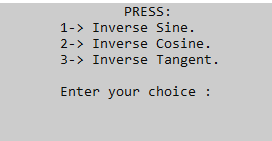 PRESS:
1-> Inverse Sine.
2-> Inverse Cosine.
3-> Inverse Tangent.
Enter your choice :